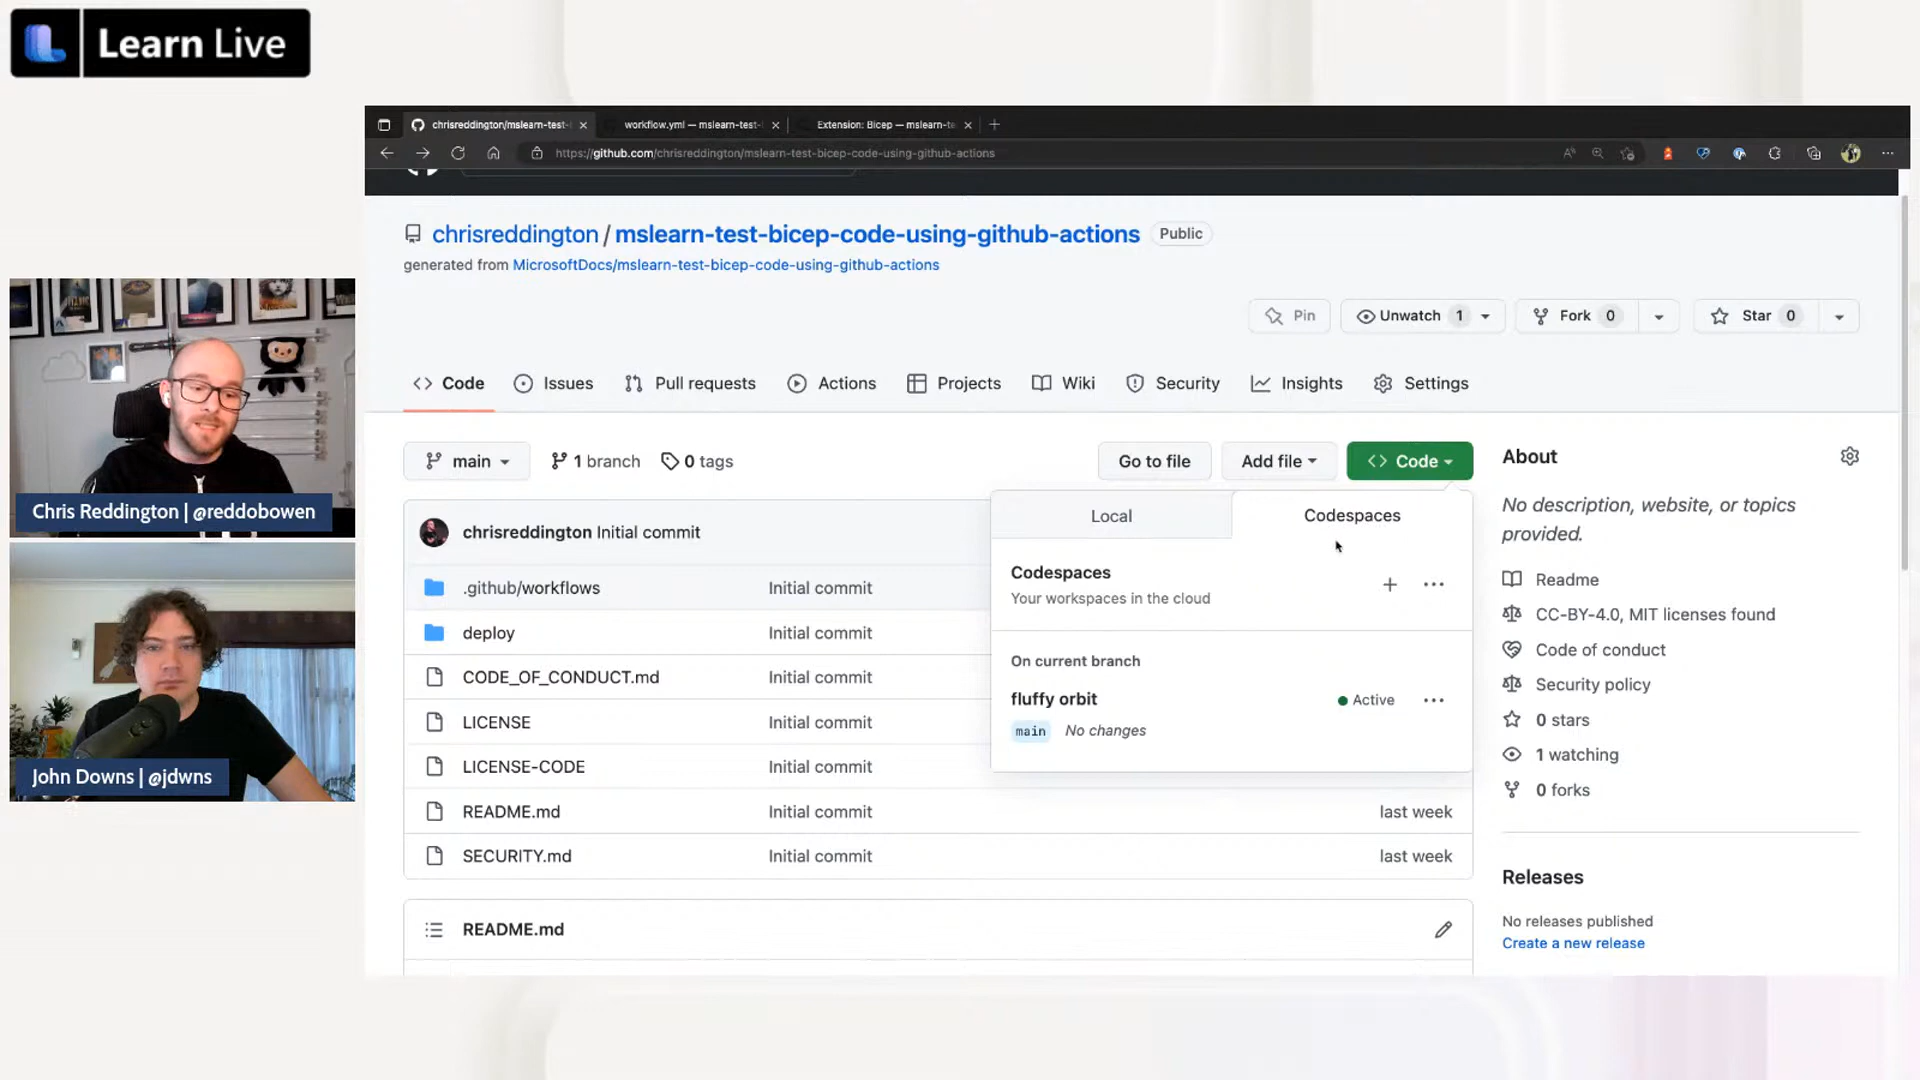 Learn Live
chrisreddington/mslearn-test-
workflow.yml — mslearn-test-
Extension: Bicep — mslearn-te
https://github.com/chrisreddington/mslearn-test-bicep-code-using-github-actions
chrisreddington / mslearn-test-bicep-code-using-github-actions
Public
generated from MicrosoftDocs/mslearn-test-bicep-code-using-github-actions
Pin
Unwatch 1
Fork 0
Star 0
Code
Issues
Pull requests
Actions
Projects
Wiki
Security
Insights
Settings
main
1 branch
0 tags
Go to file
Add file
Code
About
No description, website, or topics
provided.
Local
Codespaces
chrisreddington Initial commit
Codespaces
Your workspaces in the cloud
.github/workflows Initial commit
Readme
CC-BY-4.0, MIT licenses found
deploy Initial commit
On current branch
Code of conduct
CODE_OF_CONDUCT.md Initial commit
fluffy orbit
Active
Security policy
LICENSE Initial commit
main No changes
0 stars
LICENSE-CODE Initial commit
1 watching
0 forks
README.md Initial commit last week
SECURITY.md Initial commit last week
Releases
README.md
No releases published
Create a new release
Chris Reddington | @reddobowen
John Downs | @jdwns